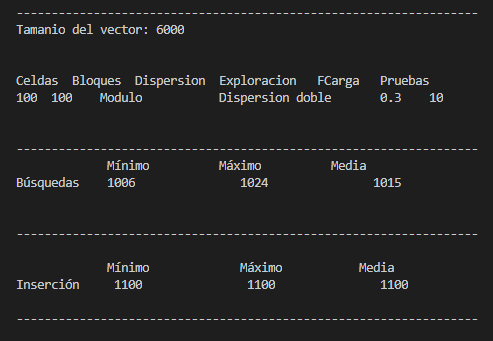 ------------------------------------------------------------------
Tamanio del vector: 6000
Celdas  Bloques  Dispersion  Exploracion   FCarga   Pruebas
100  100    Modulo            Dispersion doble       0.3    10
------------------------------------------------------------------
Mínimo          Máximo          Media
Búsquedas    1006               1024               1015
------------------------------------------------------------------
Mínimo             Máximo           Media
Inserción     1100               1100               1100
------------------------------------------------------------------